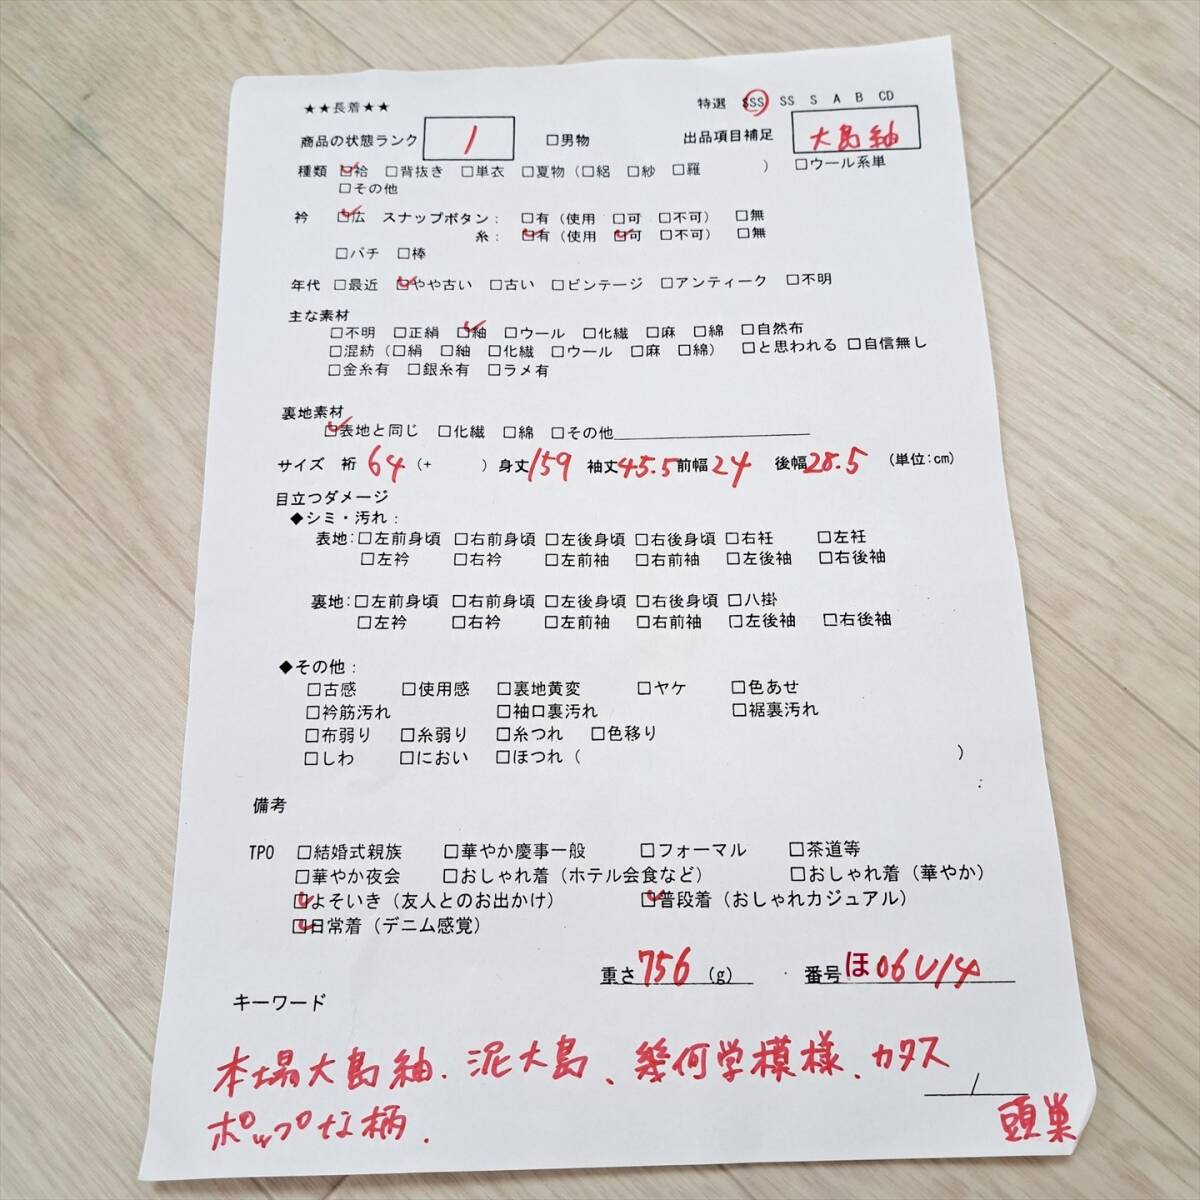 ★★長着★★
特選 SSS SS S A B CD
商品の状態ランク 1 □男物 出品項目補足 大島紬
種類 □袷 □背抜き □単衣 □夏物(□絽 □紗 □羅 ) □ウール系単
□その他
衿 □広 スナップボタン: □有(使用 □可 □不可) □無
糸: □有(使用 □可 □不可) □無
□バチ □棒
年代 □最近 □やや古い □古い □ビンテージ □アンティーク □不明
主な素材
□不明 □正絹 □紬 □ウール □化繊 □麻 □綿 □自然布
□混紡(□絹 □紬 □化繊 □ウール □麻 □綿) □と思われる □自信無し
□金糸有 □銀糸有 □ラメ有
裏地素材
□表地と同じ □化繊 □綿 □その他
サイズ 裄 64 (+ ) 身丈 159 袖丈 45.5 前幅 24 後幅 28.5 (単位:cm)
目立つダメージ
◆シミ・汚れ:
表地:□左前身頃 □右前身頃 □左後身頃 □右後身頃 □右衽 □左衽
□左衿 □右衿 □左前袖 □右前袖 □左後袖 □右後袖
裏地:□左前身頃 □右前身頃 □左後身頃 □右後身頃 □八掛
□左衿 □右衿 □左前袖 □右前袖 □左後袖 □右後袖
◆その他:
□古感 □使用感 □裏地黄変 □ヤケ □色あせ
□衿筋汚れ □袖口裏汚れ □裾裏汚れ
□布弱り □糸弱り □糸つれ □色移り
□しわ □におい □ほつれ( )
備考
TPO □結婚式親族 □華やか慶事一般 □フォーマル □茶道等
□華やか夜会 □おしゃれ着(ホテル会食など) □おしゃれ着(華やか)
□よそいき(友人とのお出かけ) □普段着(おしゃれカジュアル)
□日常着(デニム感覚)
重さ 756 (g) 番号 ほ06し14
キーワード
本場大島紬、泥大島、幾何学模様、カタス
ポップな柄.